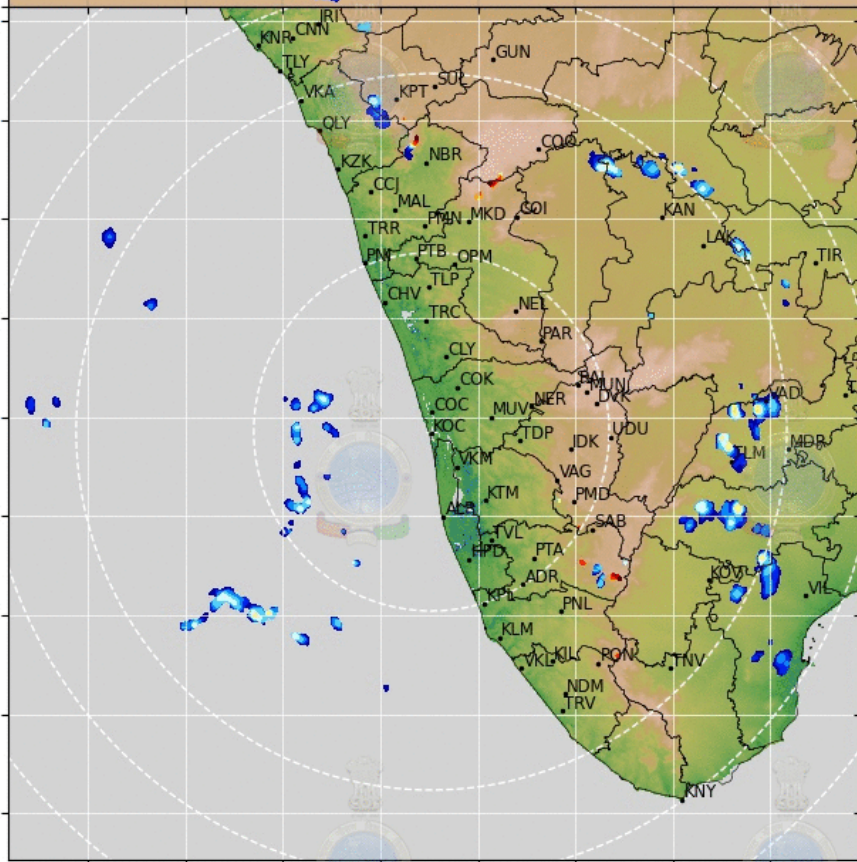 IRI
CNN
KNR
GUN
TLY
SUL
VKA
KPT
QLY
COO
NBR
KZK
CCJ
MAL
MKD
COI
KAN
PMN
TRR
LAK
PTB
OPM
TIR
PM
TLP
CHV
NEL
TRC
PAR
CLY
COK
MUN
VAD
NER
DVK
COC
MUV
KOC
TDP
UDU
IDK
MDR
VKM
VAG
KTM
PMD
ALP
SAB
TVL
HPD
PTA
ADR
KOV
VIL
KPL
PNL
KLM
VKL
KIL
PON
TNV
NDM
TRV
KNY